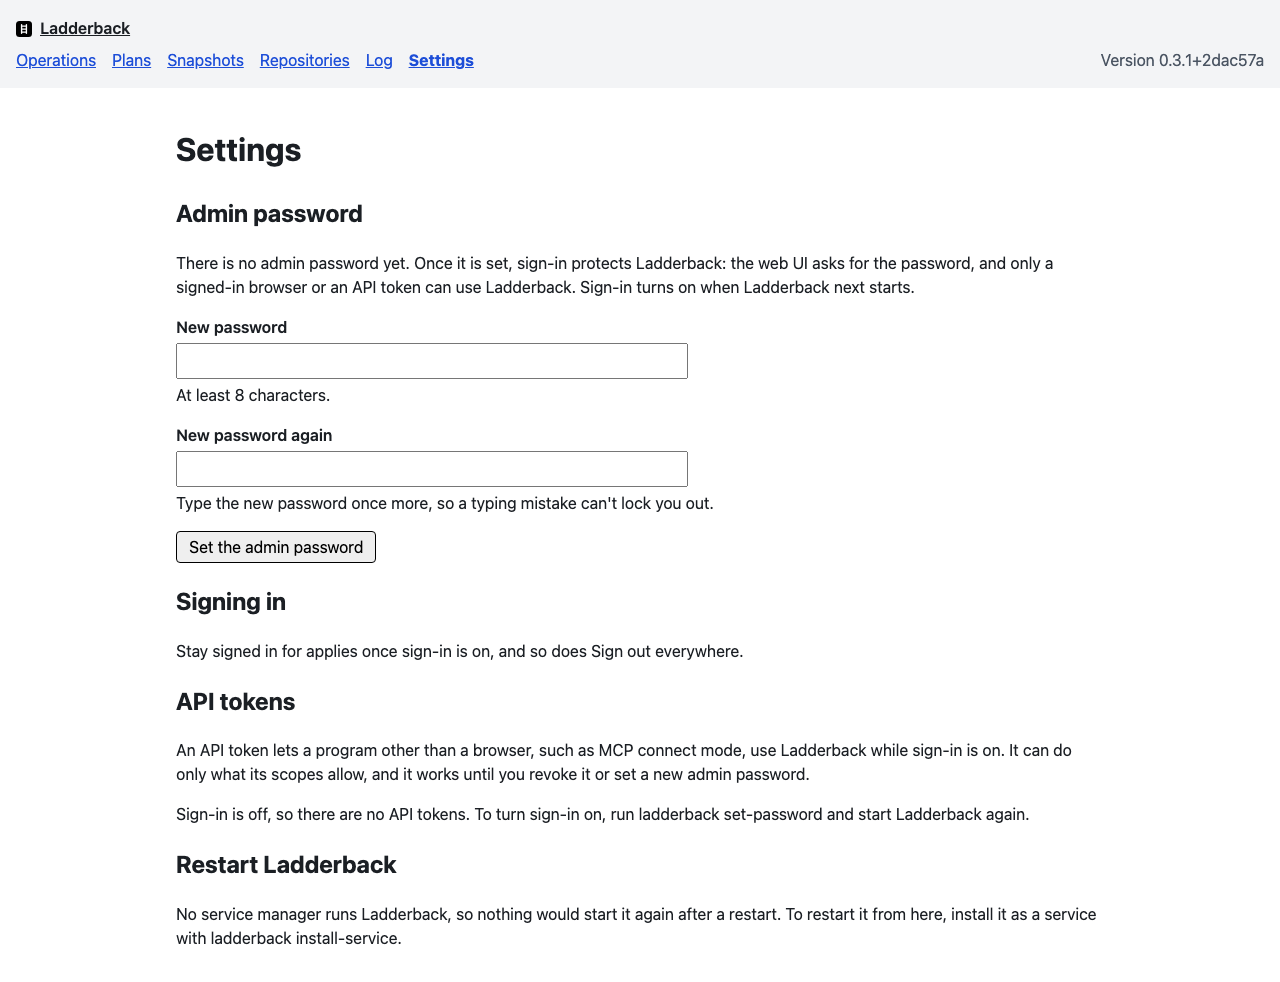 Ladderback
Operations Plans Snapshots Repositories Log Settings Version 0.3.1+2dac57a
Settings
Admin password
There is no admin password yet. Once it is set, sign-in protects Ladderback: the web UI asks for the password, and only a
signed-in browser or an API token can use Ladderback. Sign-in turns on when Ladderback next starts.
New password
At least 8 characters.
New password again
Type the new password once more, so a typing mistake can't lock you out.
Set the admin password
Signing in
Stay signed in for applies once sign-in is on, and so does Sign out everywhere.
API tokens
An API token lets a program other than a browser, such as MCP connect mode, use Ladderback while sign-in is on. It can do
only what its scopes allow, and it works until you revoke it or set a new admin password.
Sign-in is off, so there are no API tokens. To turn sign-in on, run ladderback set-password and start Ladderback again.
Restart Ladderback
No service manager runs Ladderback, so nothing would start it again after a restart. To restart it from here, install it as a service
with ladderback install-service.